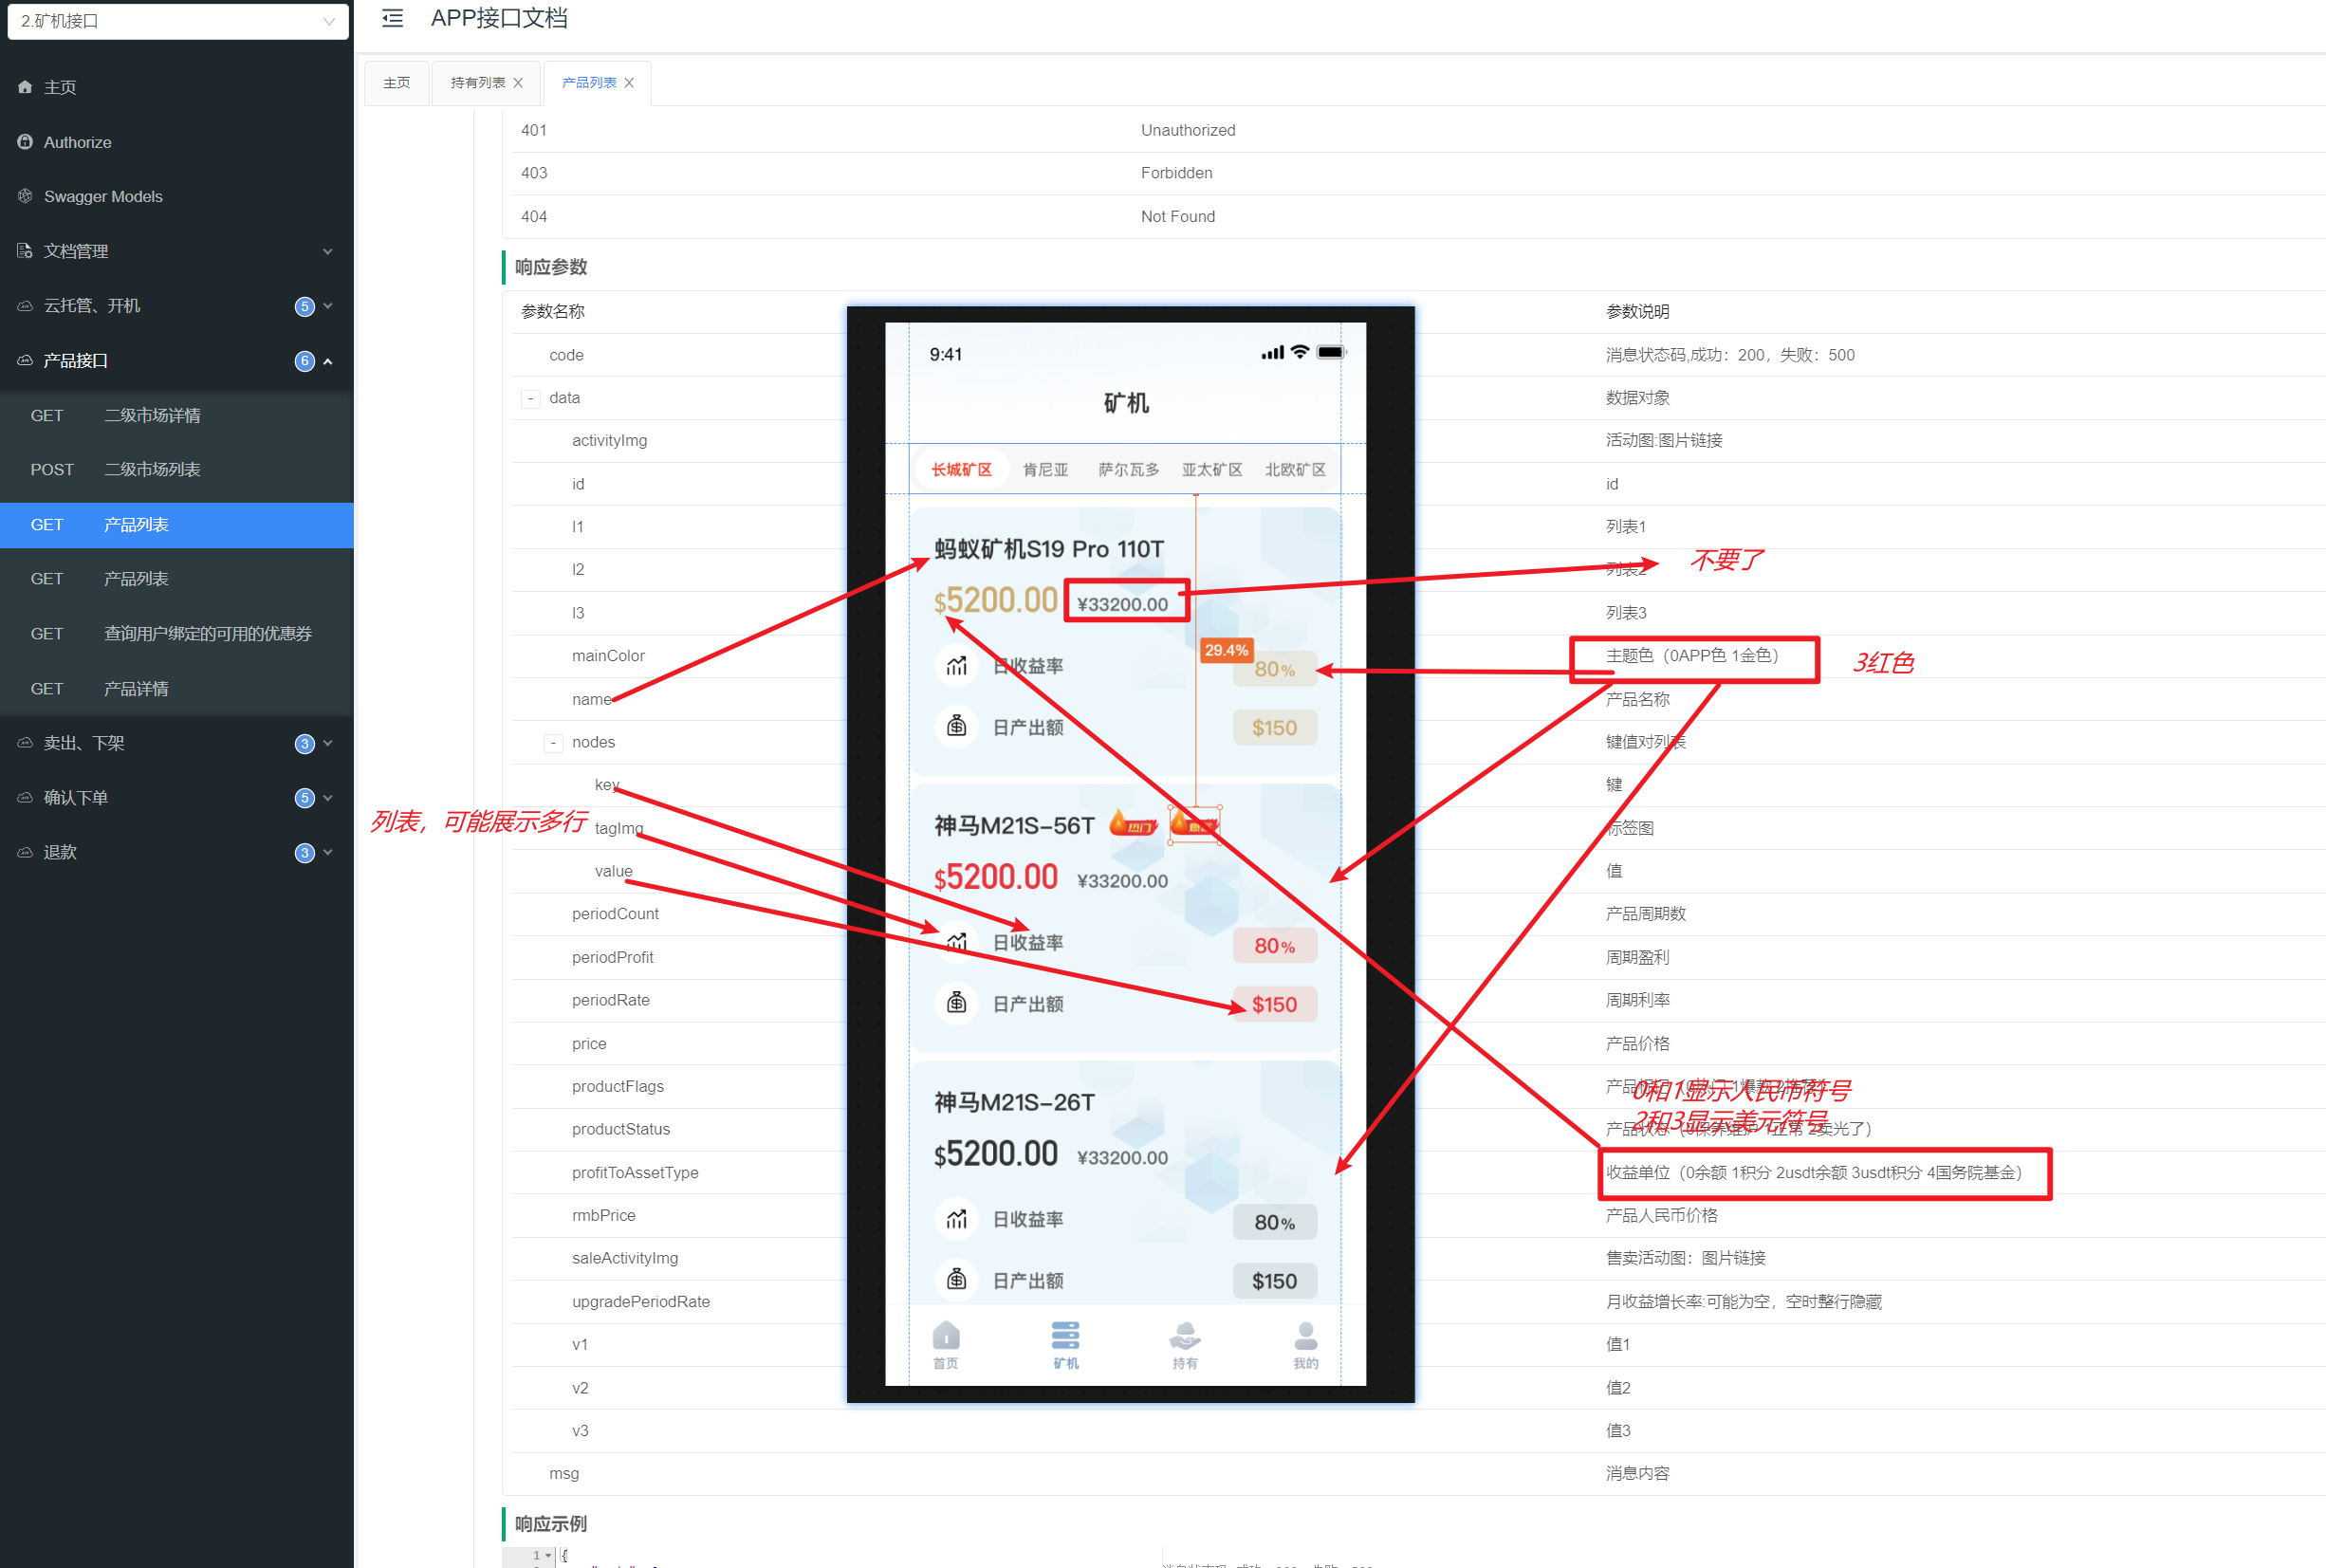 2.矿机接口
APP接口文档
主页
持有列表
产品列表
主页
Authorize
Swagger Models
文档管理
云托管、开机
5
产品接口
6
GET 二级市场详情
POST 二级市场列表
GET 产品列表
GET 产品列表
GET 查询用户绑定的可用的优惠券
GET 产品详情
卖出、下架
3
确认下单
5
退款
3
401 Unauthorized
403 Forbidden
404 Not Found
响应参数
参数名称 参数说明
code 消息状态码,成功：200，失败：500
- data 数据对象
activityImg 活动图:图片链接
id id
l1 列表1
l2 列表2
l3 列表3
mainColor 主题色（0APP色 1金色）
name 产品名称
- nodes 键值对列表
key 键
tagImg 标签图
value 值
periodCount 产品周期数
periodProfit 周期盈利
periodRate 周期利率
price 产品价格
productFlags
productStatus 产品状态
profitToAssetType 收益单位（0余额 1积分 2usdt余额 3usdt积分 4国务院基金）
rmbPrice 产品人民币价格
saleActivityImg 售卖活动图：图片链接
upgradePeriodRate 月收益增长率:可能为空，空时整行隐藏
v1 值1
v2 值2
v3 值3
msg 消息内容
响应示例
1
{
不要了
3红色
列表，可能展示多行
0和1显示人民币符号
2和3显示美元符号
9:41
矿机
长城矿区 肯尼亚 萨尔瓦多 亚太矿区 北欧矿区
蚂蚁矿机S19 Pro 110T
$5200.00 ¥33200.00
29.4%
日收益率 80%
日产出额 $150
神马M21S-56T 热门
$5200.00 ¥33200.00
日收益率 80%
日产出额 $150
神马M21S-26T
$5200.00 ¥33200.00
日收益率 80%
日产出额 $150
首页 矿机 持有 我的